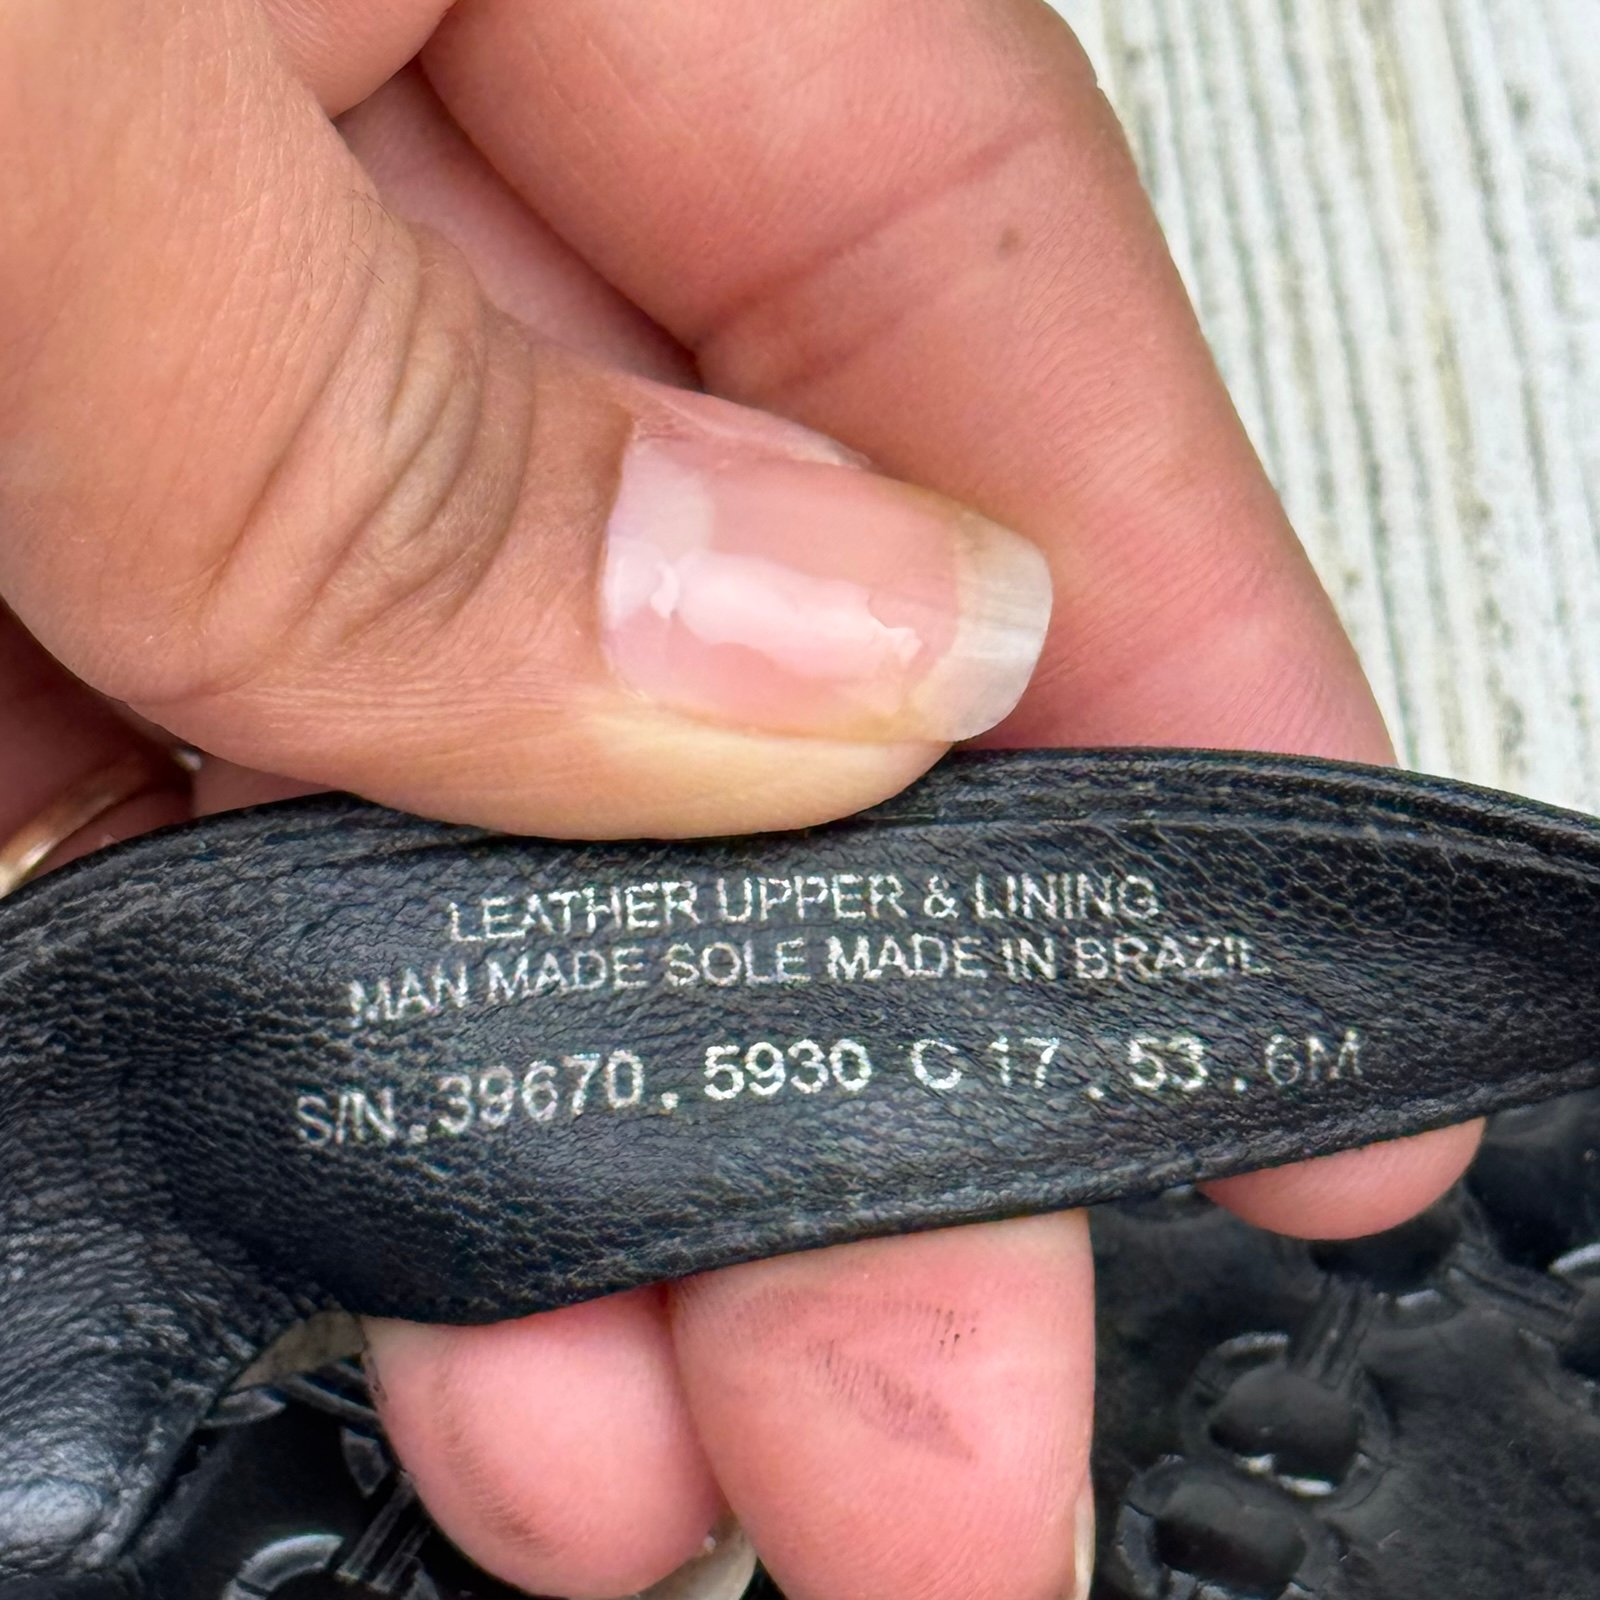 LEATHER UPPER & LINING
MAN MADE SOLE MADE IN BRAZIL
S/N.39670.5930 C 17.53.6M